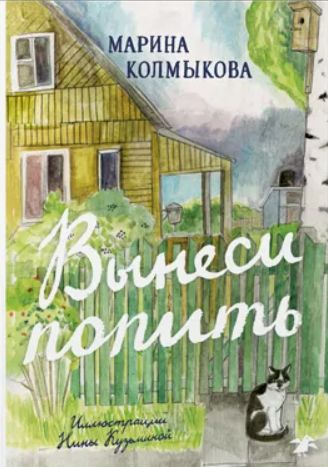 МАРИНА
КОЛМЫКОВА
Вынеси
попить
Иллюстрации
Нины Кузьминой